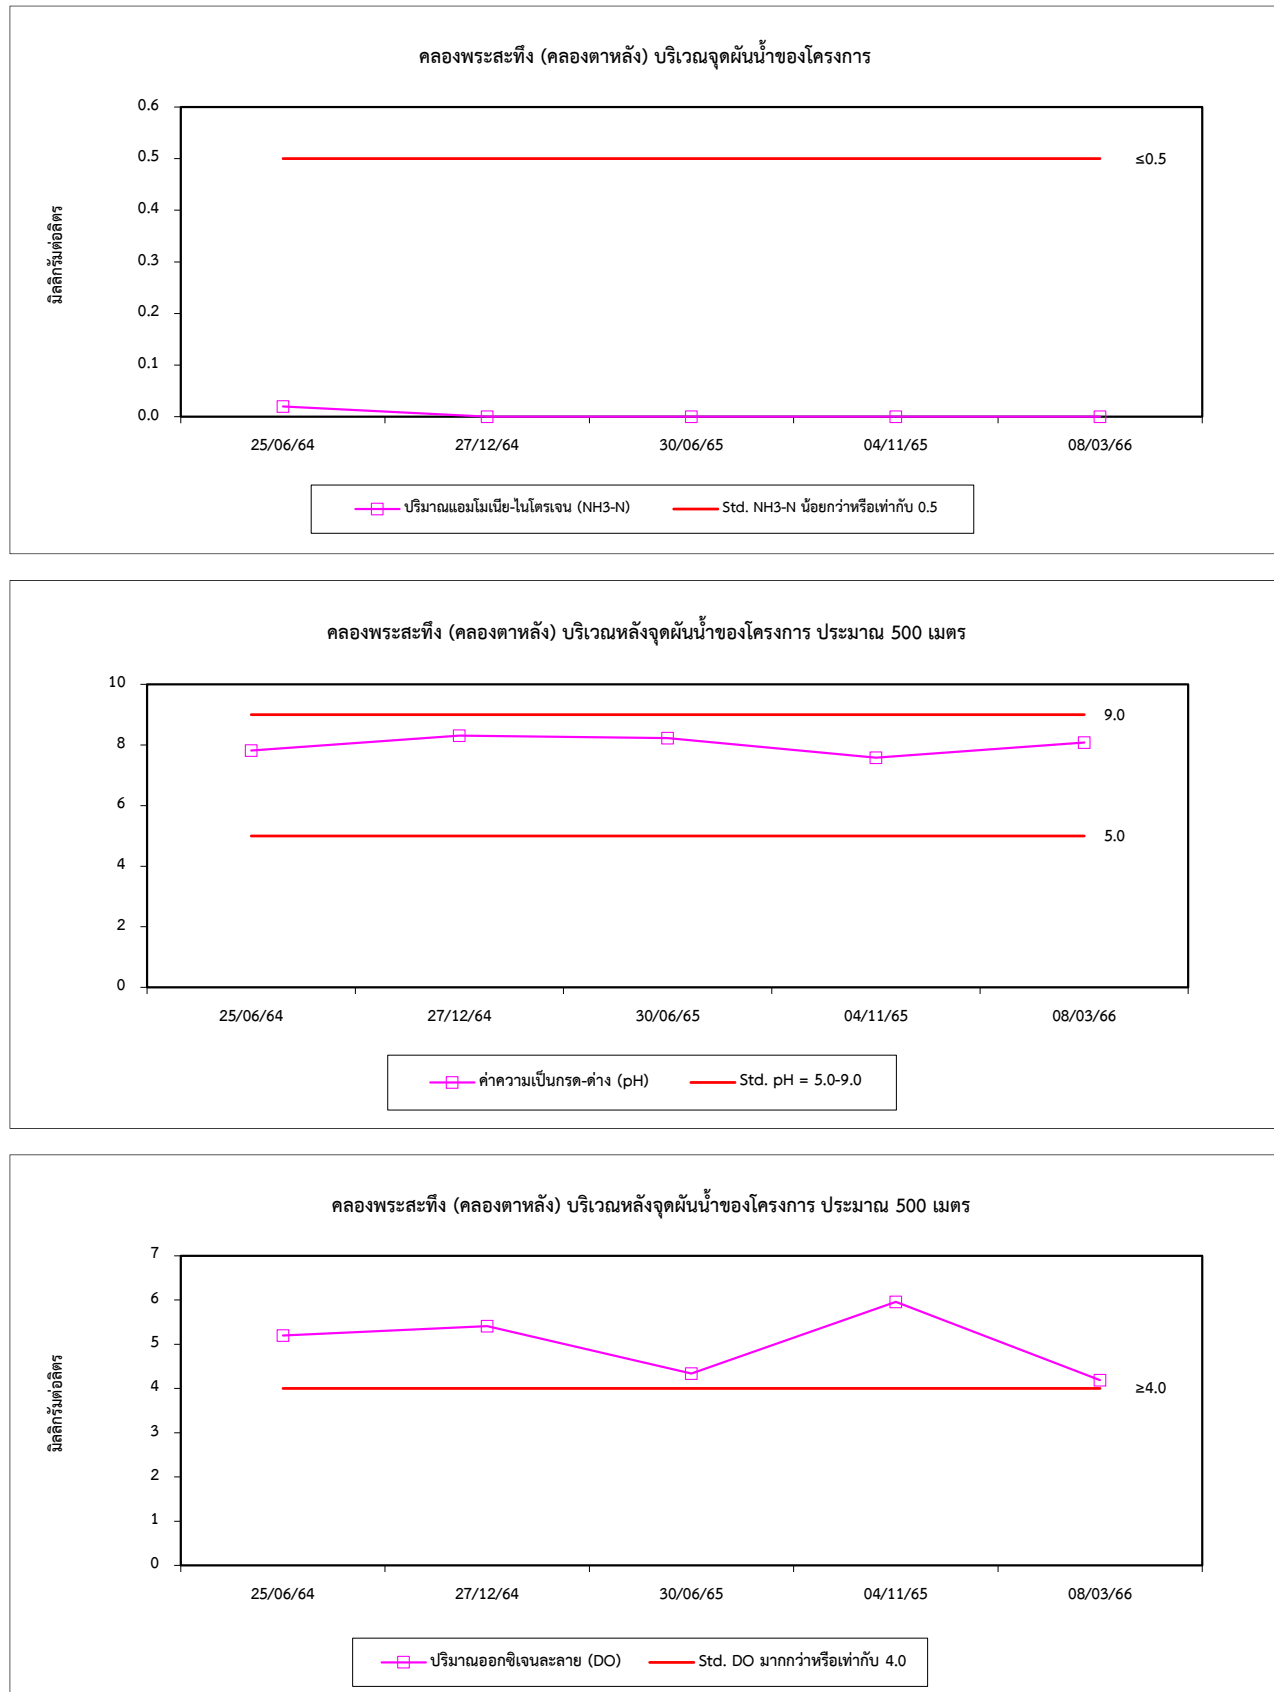 คลองพระสะทึง (คลองตาหลัง) บริเวณจุดผันน้ำของโครงการ
0.6
0.5
≤0.5
0.4
มิลลิกรัมต่อลิตร
0.3
0.2
0.1
0.0
25/06/64 27/12/64 30/06/65 04/11/65 08/03/66
ปริมาณแอมโมเนีย-ไนโตรเจน (NH3-N) Std. NH3-N น้อยกว่าหรือเท่ากับ 0.5
คลองพระสะทึง (คลองตาหลัง) บริเวณหลังจุดผันน้ำของโครงการ ประมาณ 500 เมตร
10
9.0
8
6
5.0
4
2
0
25/06/64 27/12/64 30/06/65 04/11/65 08/03/66
ค่าความเป็นกรด-ด่าง (pH) Std. pH = 5.0-9.0
คลองพระสะทึง (คลองตาหลัง) บริเวณหลังจุดผันน้ำของโครงการ ประมาณ 500 เมตร
7
6
5
4
≥4.0
มิลลิกรัมต่อลิตร
3
2
1
0
25/06/64 27/12/64 30/06/65 04/11/65 08/03/66
ปริมาณออกซิเจนละลาย (DO) Std. DO มากกว่าหรือเท่ากับ 4.0